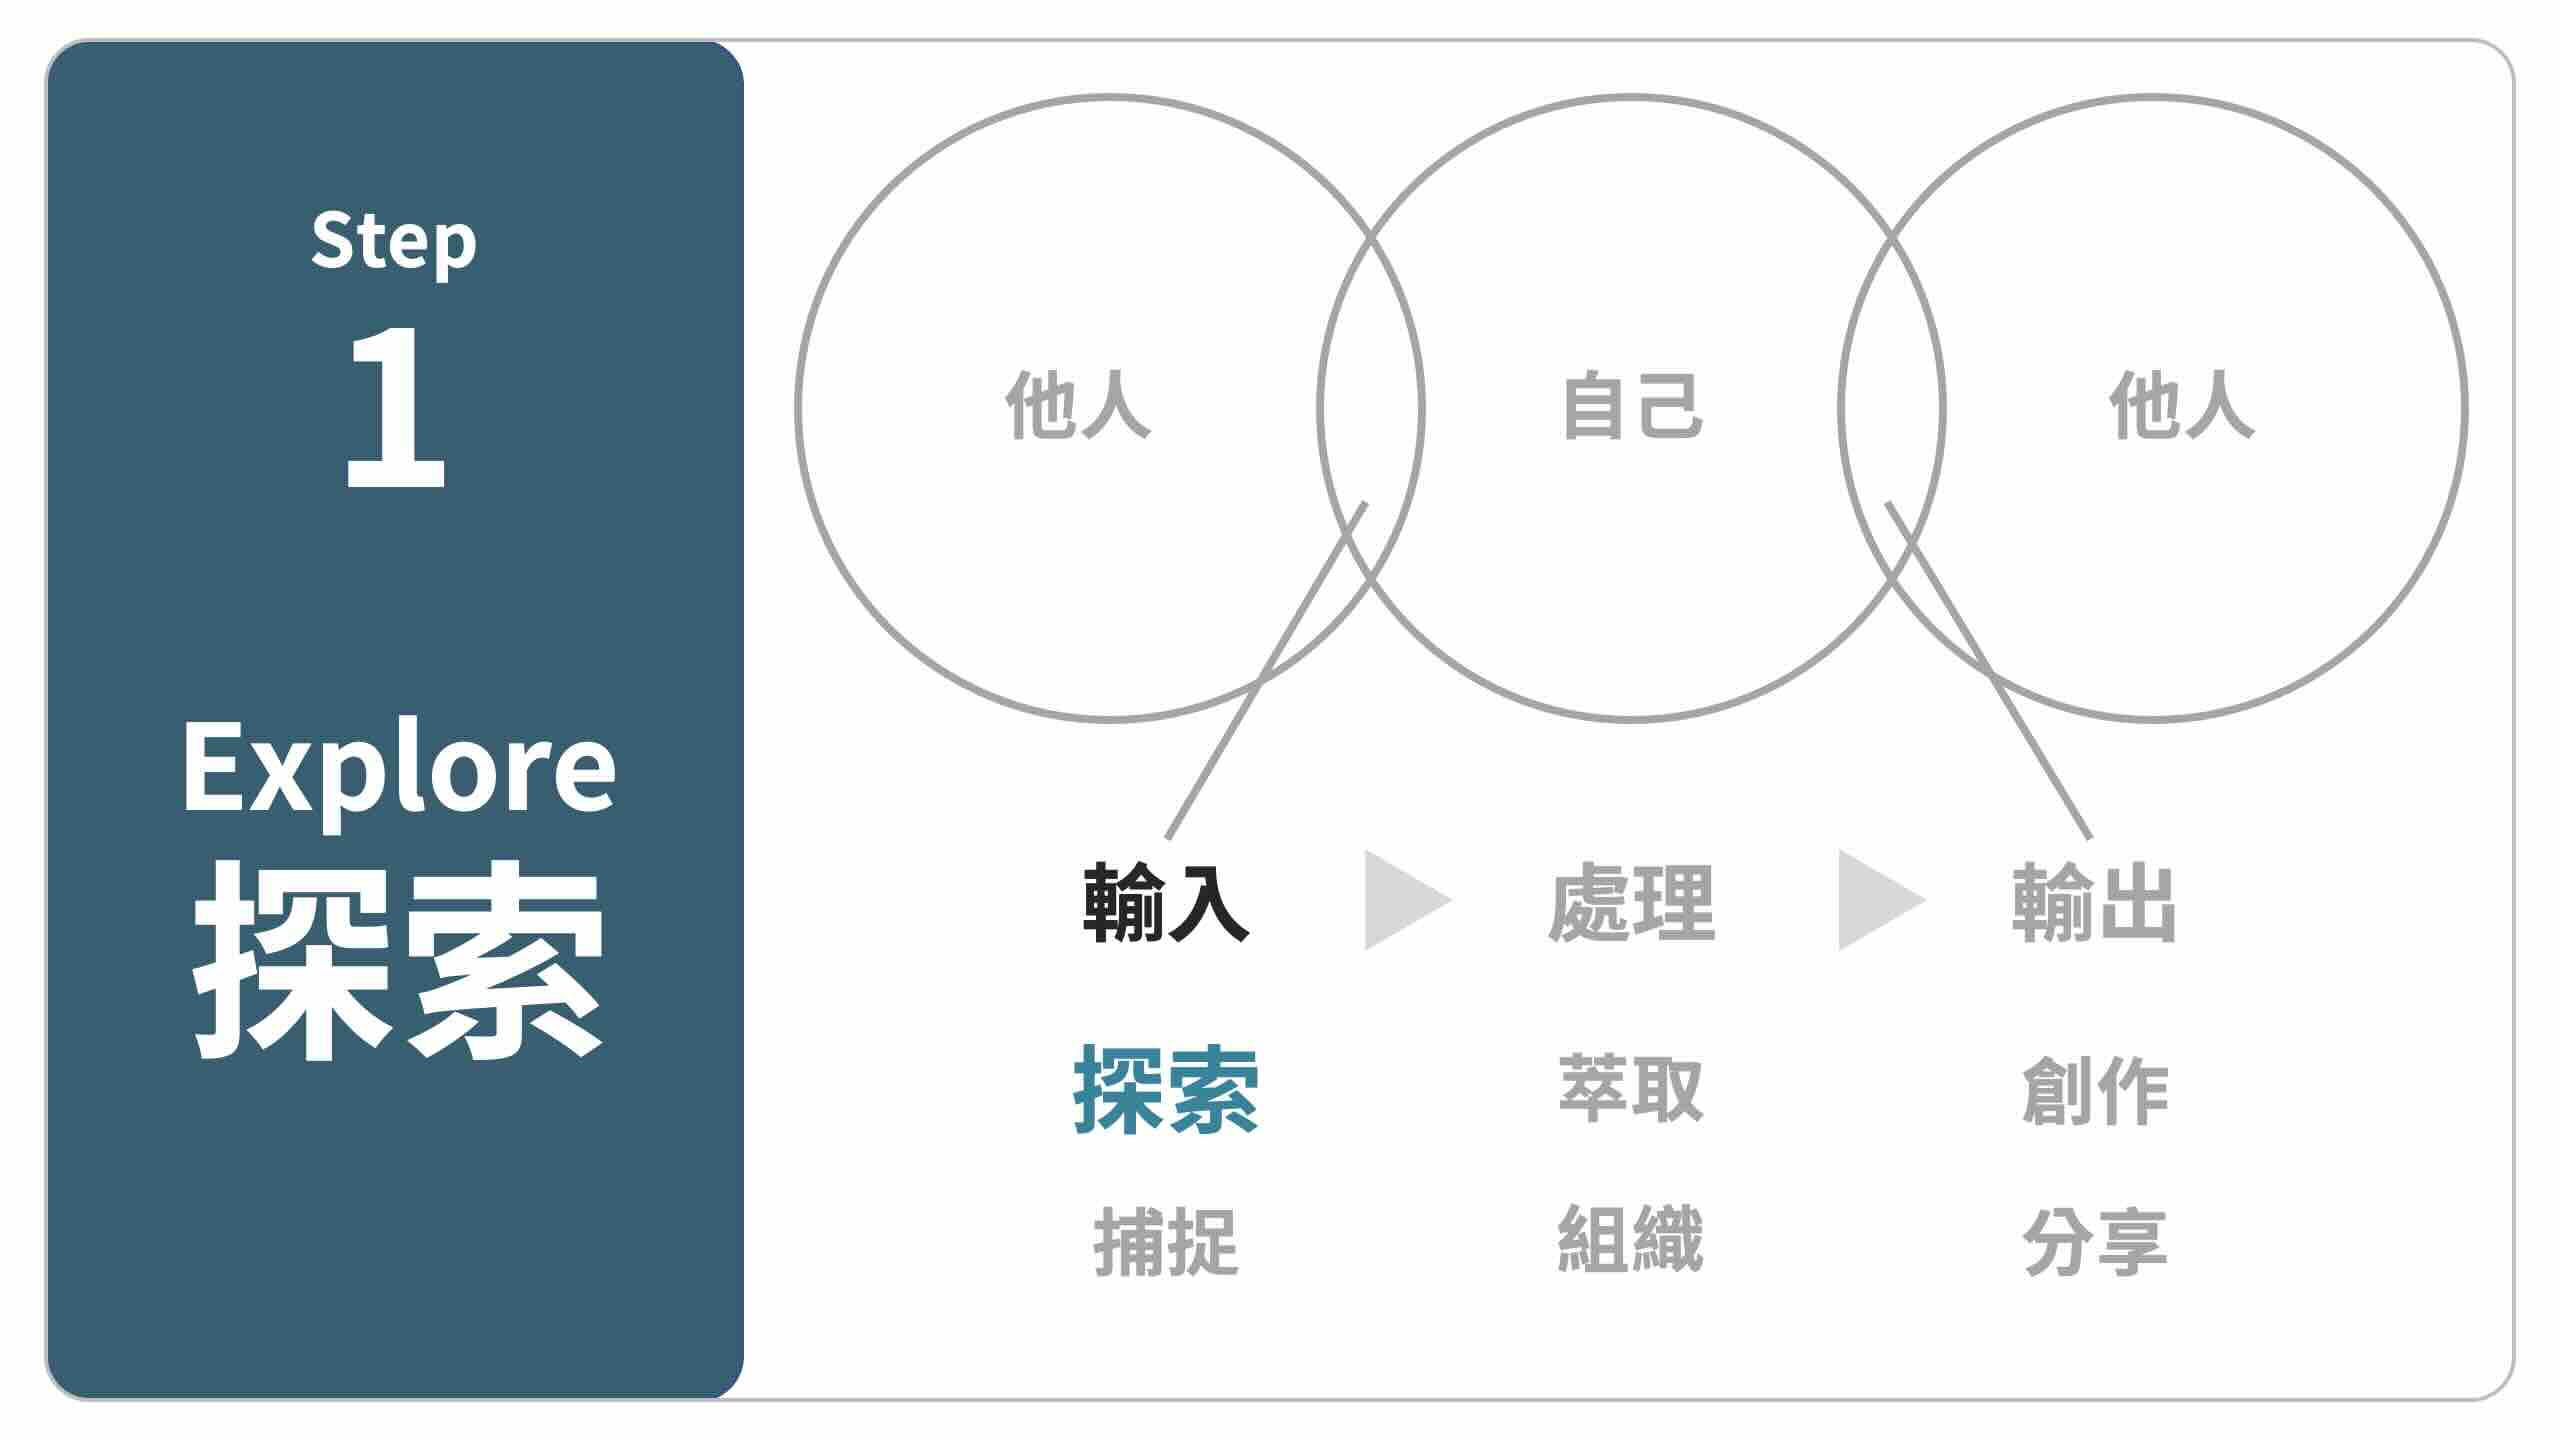 Step
1
Explore
探索
他人
自己
他人
輸入
處理
輸出
探索
萃取
創作
捕捉
組織
分享